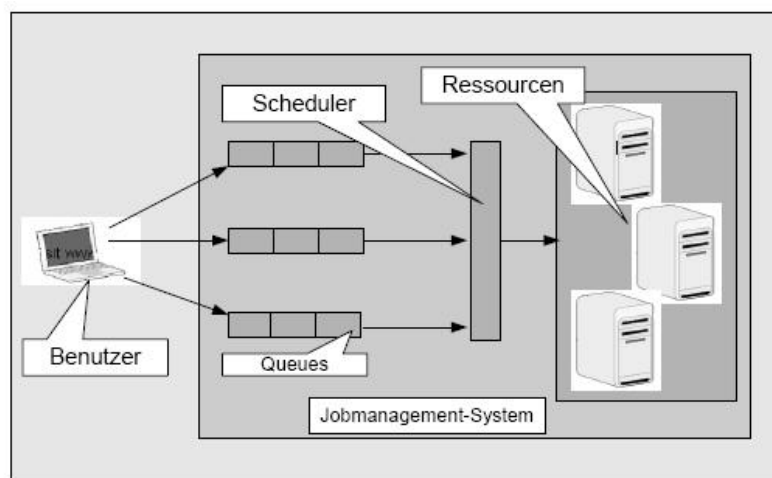 Ressourcen
Scheduler
Benutzer
Queues
Jobmanagement-System